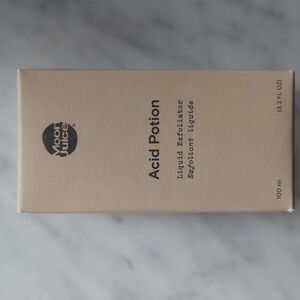 Moon
Juice®
Acid Potion
Liquid Exfoliator
Exfoliant liquide
100 ml
(3.3 FL OZ)